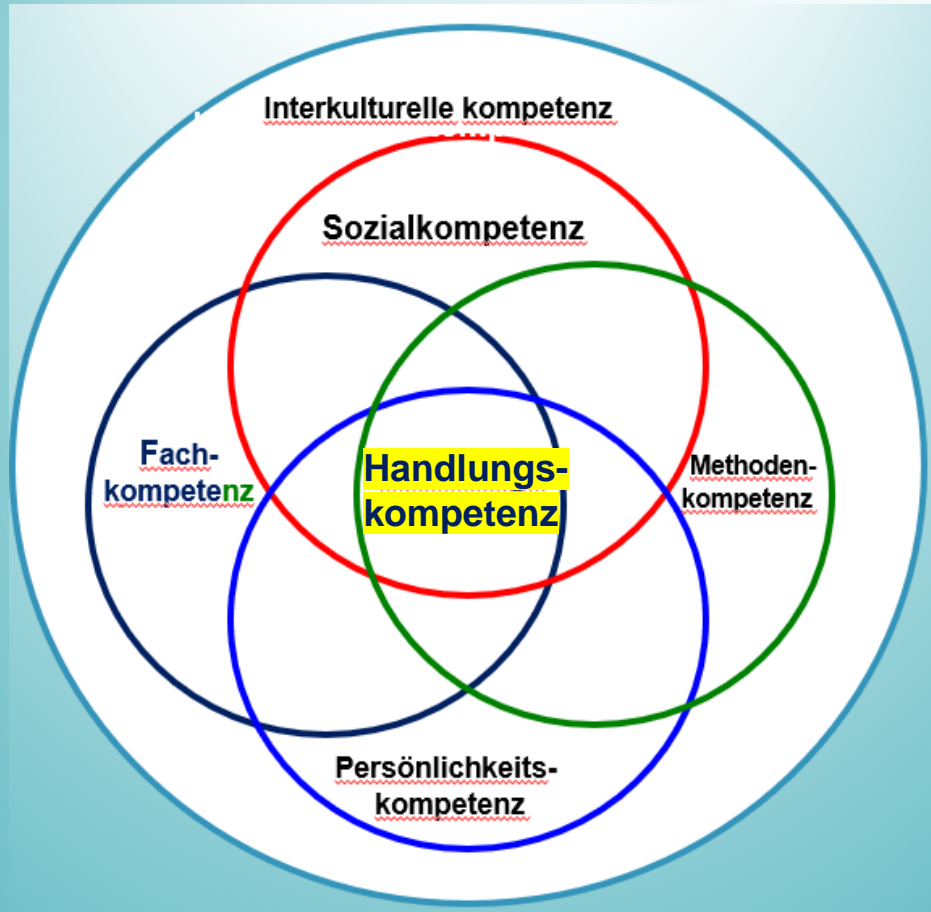 Interkulturelle kompetenz
Sozialkompetenz
Fach-
kompetenz
Handlungs-
kompetenz
Methoden-
kompetenz
Persönlichkeits-
kompetenz